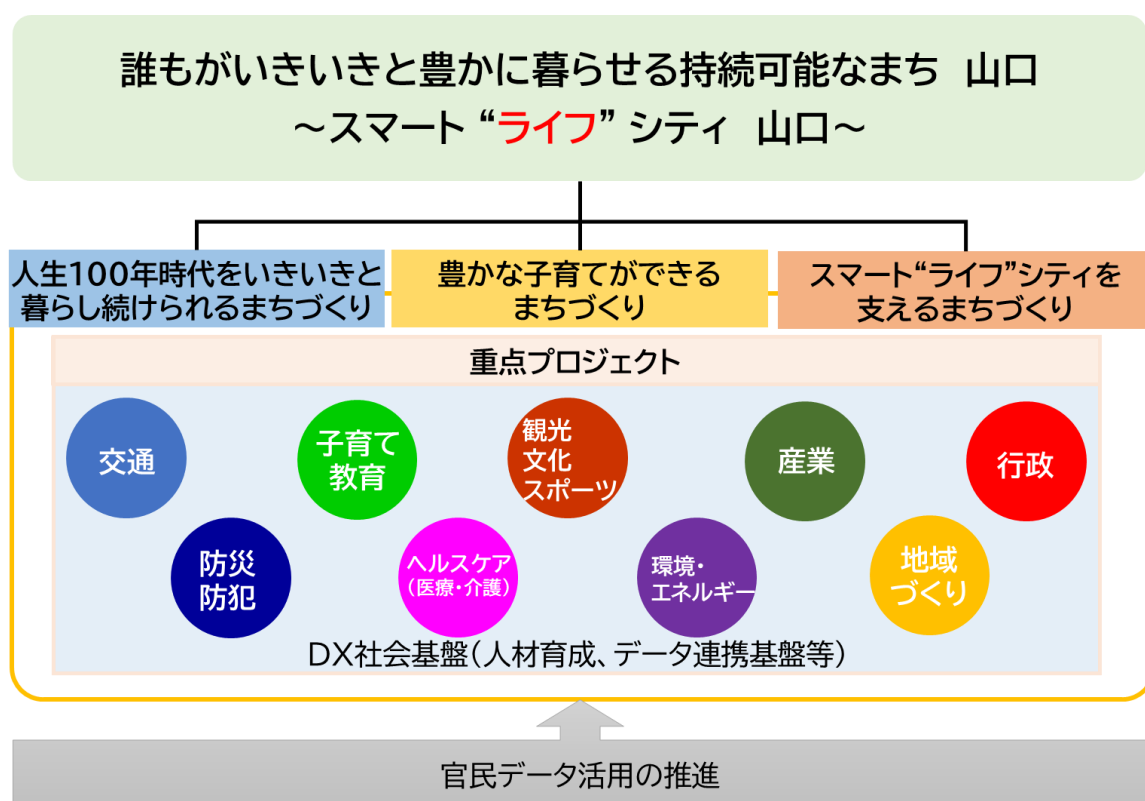 誰もがいきいきと豊かに暮らせる持続可能なまち 山口
～スマート “ライフ” シティ 山口～
人生100年時代をいきいきと
暮らし続けられるまちづくり
豊かな子育てができる
まちづくり
スマート“ライフ”シティを
支えるまちづくり
重点プロジェクト
交通
子育て
教育
観光
文化
スポーツ
産業
行政
防災
防犯
ヘルスケア
（医療・介護）
環境・
エネルギー
地域
づくり
DX社会基盤（人材育成、データ連携基盤等）
官民データ活用の推進